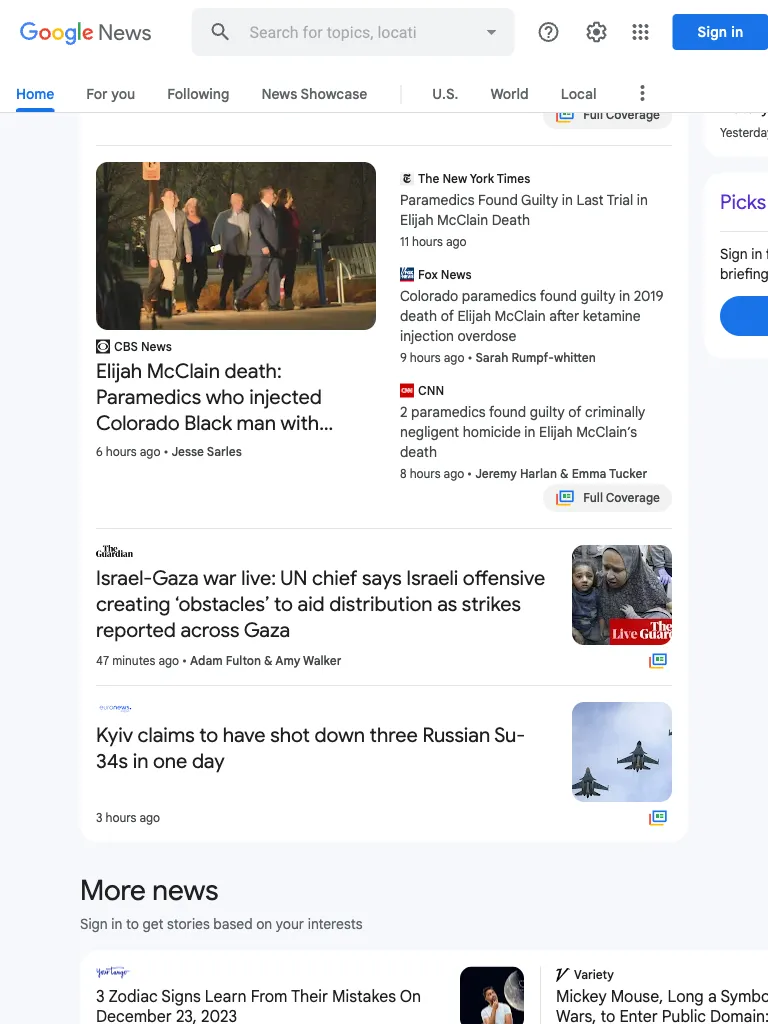 Google News
Search for topics, locati
Sign in
Home
For you
Following
News Showcase
U.S.
World
Local
Full Coverage
Yesterday
Picks
Sign in
briefing
CBS News
Elijah McClain death:
Paramedics who injected
Colorado Black man with...
6 hours ago • Jesse Sarles
The New York Times
Paramedics Found Guilty in Last Trial in
Elijah McClain Death
11 hours ago
Fox News
Colorado paramedics found guilty in 2019
death of Elijah McClain after ketamine
injection overdose
9 hours ago • Sarah Rumpf-whitten
CNN
2 paramedics found guilty of criminally
negligent homicide in Elijah McClain's
death
8 hours ago • Jeremy Harlan & Emma Tucker
Full Coverage
The
Guardian
Israel-Gaza war live: UN chief says Israeli offensive
creating ‘obstacles’ to aid distribution as strikes
reported across Gaza
47 minutes ago • Adam Fulton & Amy Walker
The
Live Guar
euronews.
Kyiv claims to have shot down three Russian Su-
34s in one day
3 hours ago
More news
Sign in to get stories based on your interests
YourTango
3 Zodiac Signs Learn From Their Mistakes On
December 23, 2023
Variety
Mickey Mouse, Long a Symbo
Wars, to Enter Public Domain: